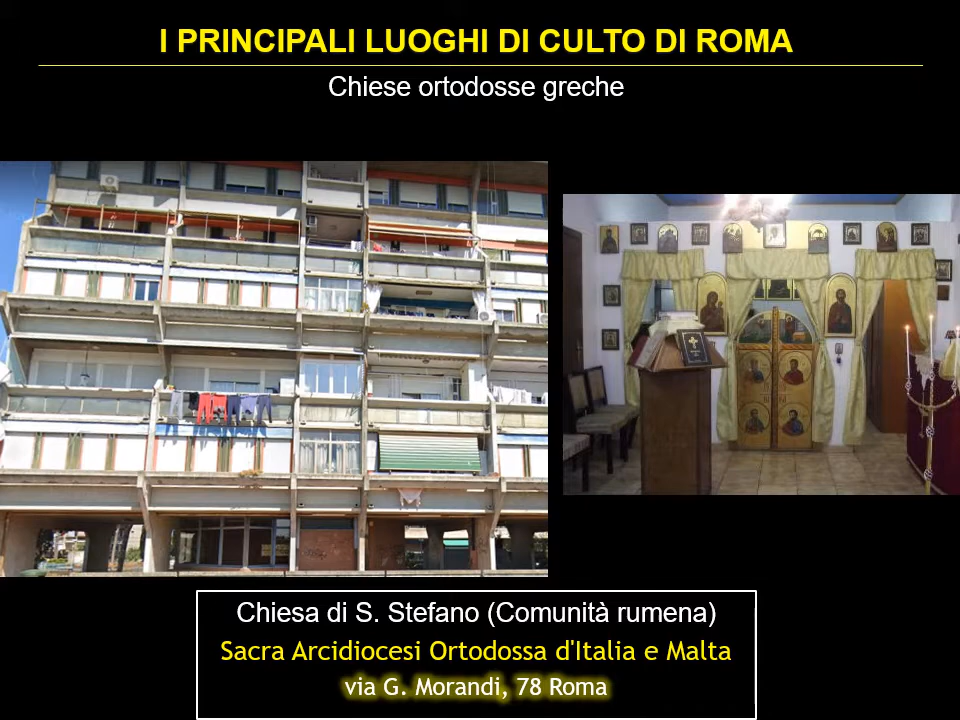 I PRINCIPALI LUOGHI DI CULTO DI ROMA
Chiese ortodosse greche
Chiesa di S. Stefano (Comunità rumena)
Sacra Arcidiocesi Ortodossa d'Italia e Malta
via G. Morandi, 78 Roma